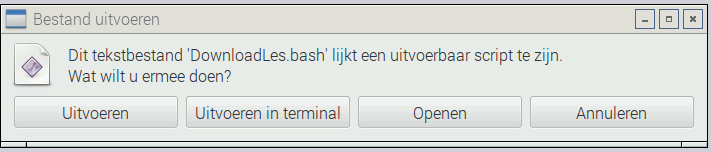 Bestand uitvoeren
Dit tekstbestand 'DownloadLes.bash' lijkt een uitvoerbaar script te zijn.
Wat wilt u ermee doen?
Uitvoeren Uitvoeren in terminal Openen Annuleren